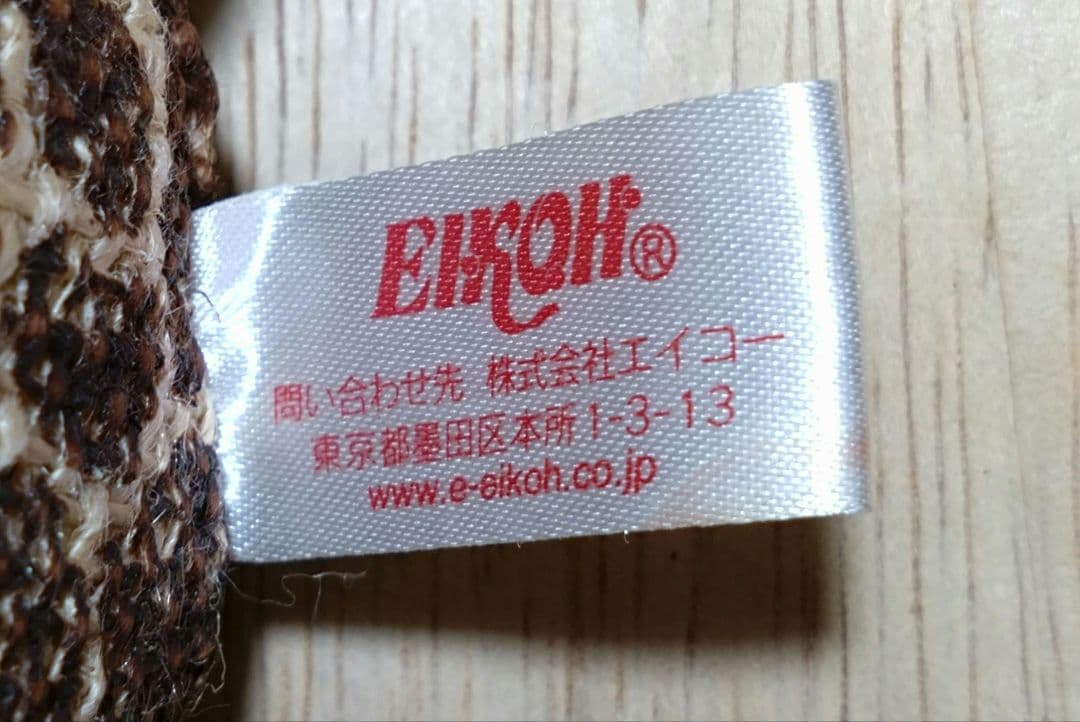 EIKOH®
問い合わせ先 株式会社エイコー
東京都墨田区本所1-3-13
www.e-eikoh.co.jp